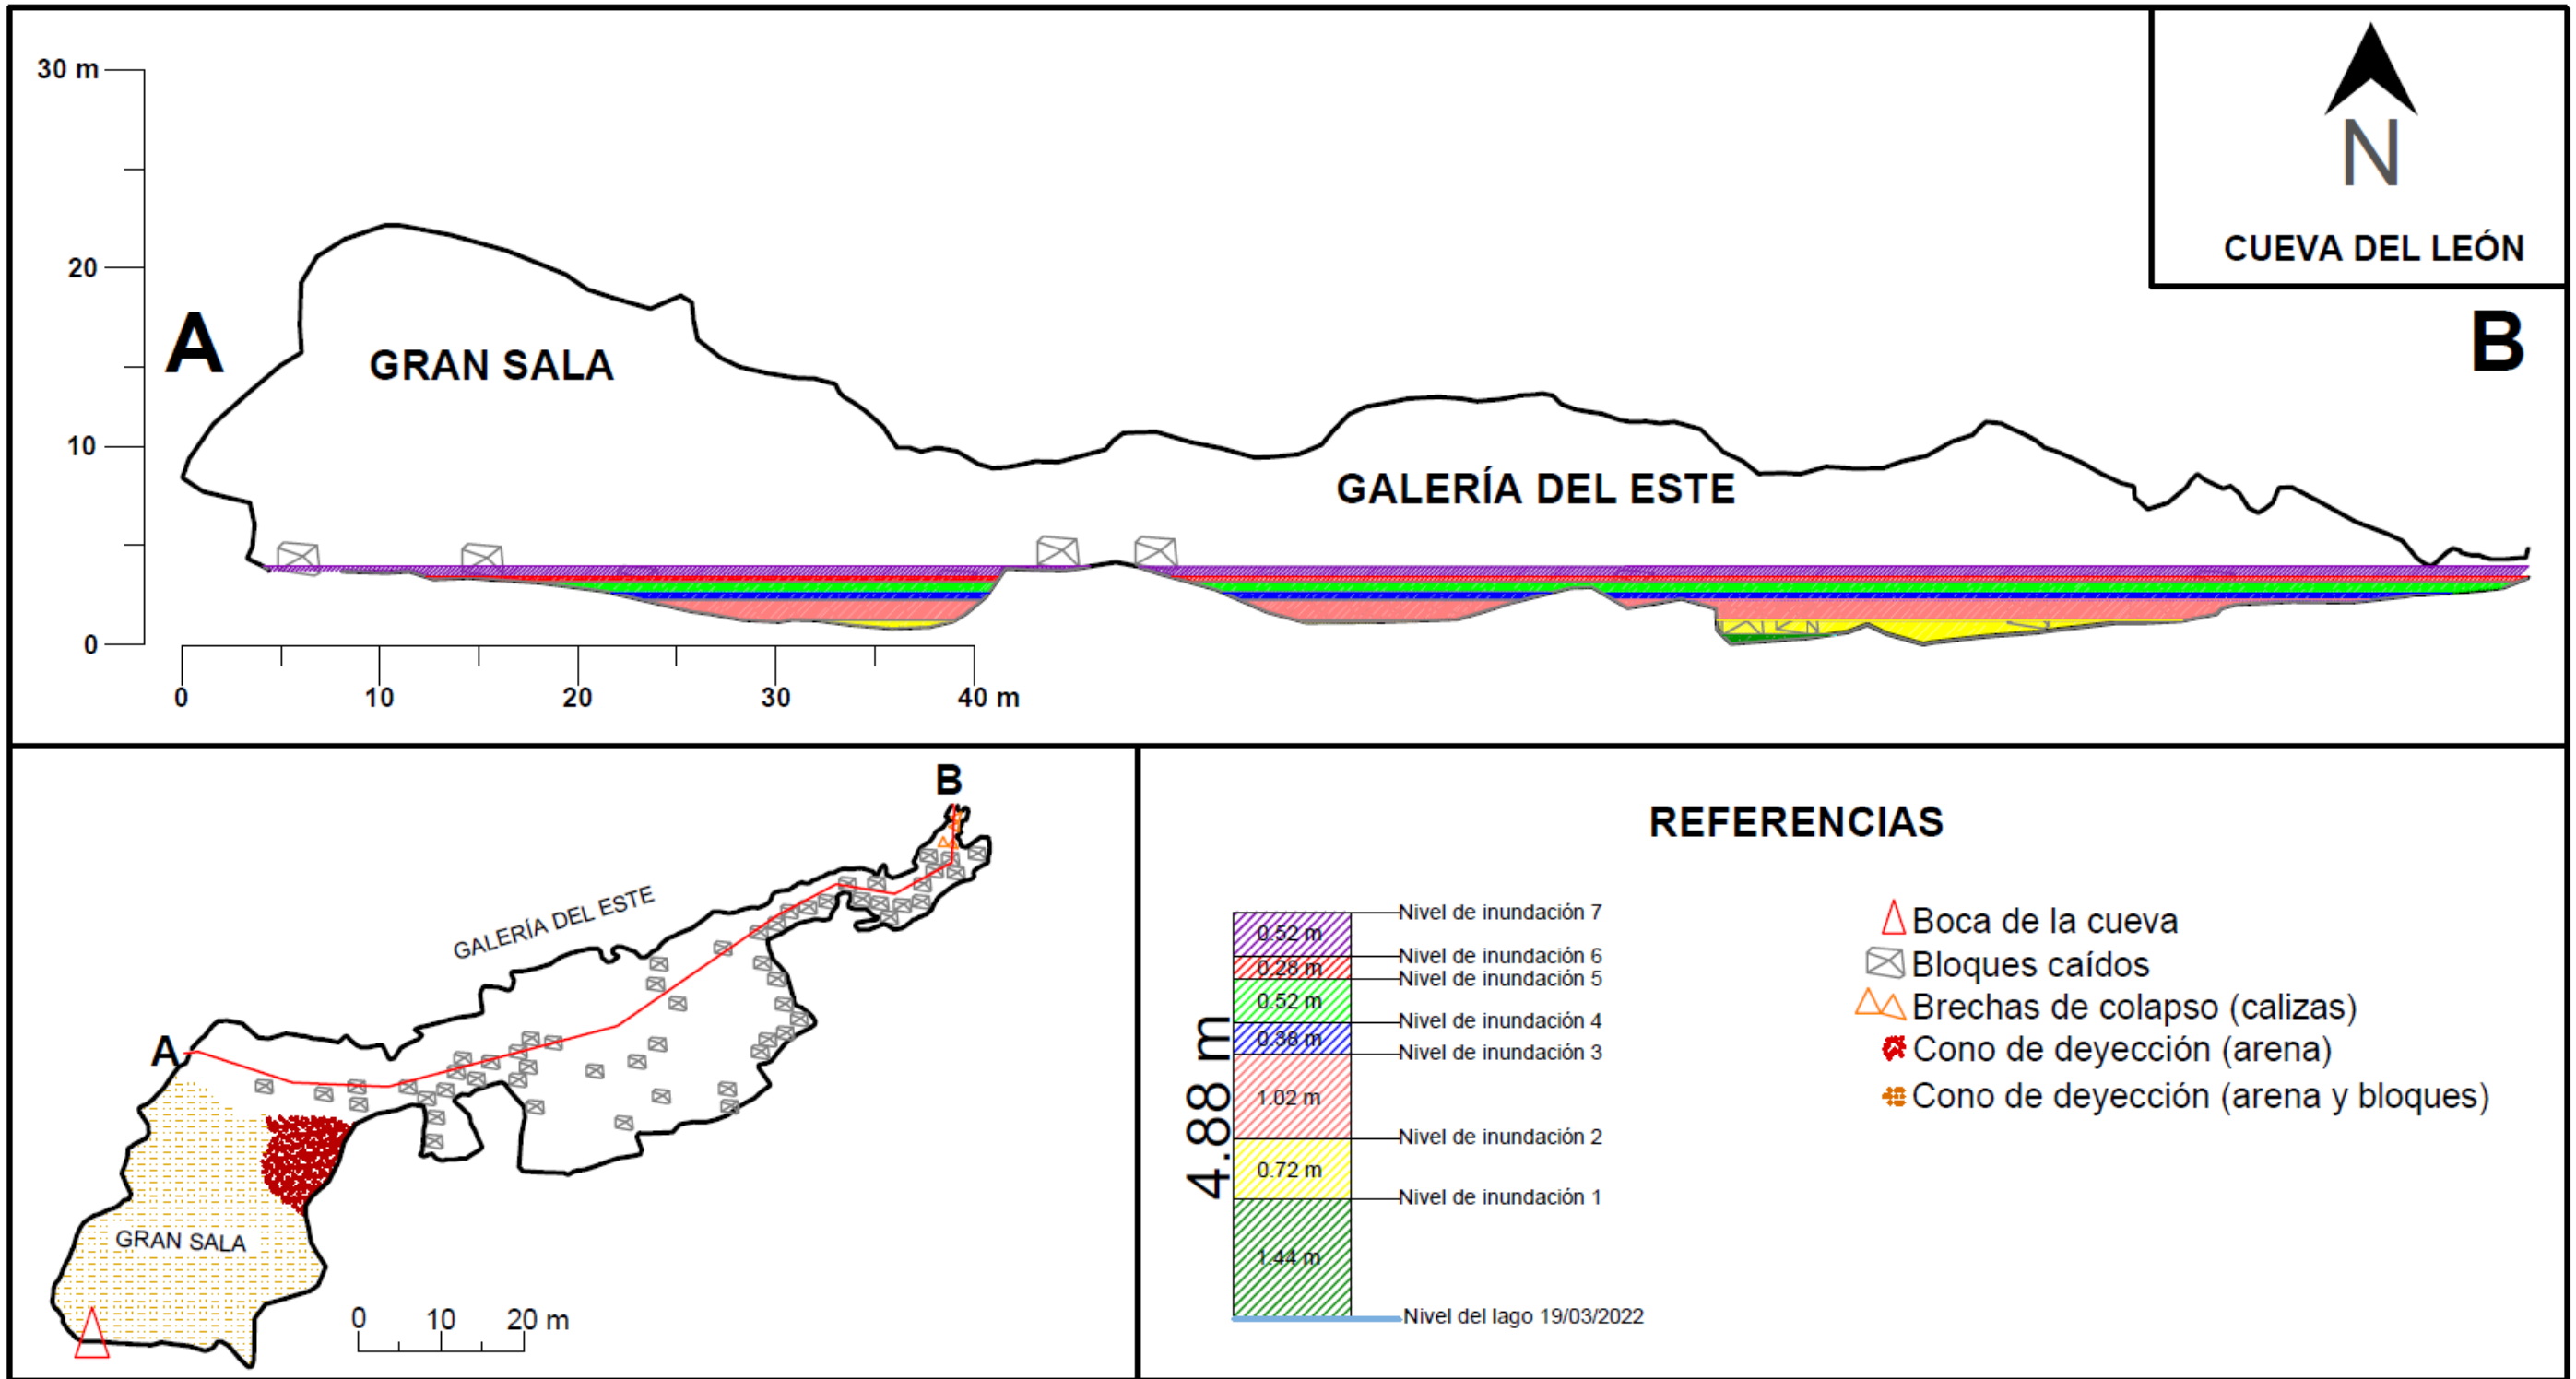 30 m
20
10
0
A
GRAN SALA
GALERÍA DEL ESTE
B
N
CUEVA DEL LEÓN
0
10
20
30
40 m
B
GALERÍA DEL ESTE
A
GRAN SALA
0
10
20 m
REFERENCIAS
4.88 m
0.52 m
0.28 m
0.52 m
0.38 m
1.02 m
0.72 m
1.44 m
Nivel de inundación 7
Nivel de inundación 6
Nivel de inundación 5
Nivel de inundación 4
Nivel de inundación 3
Nivel de inundación 2
Nivel de inundación 1
Nivel del lago 19/03/2022
Boca de la cueva
Bloques caídos
Brechas de colapso (calizas)
Cono de deyección (arena)
Cono de deyección (arena y bloques)